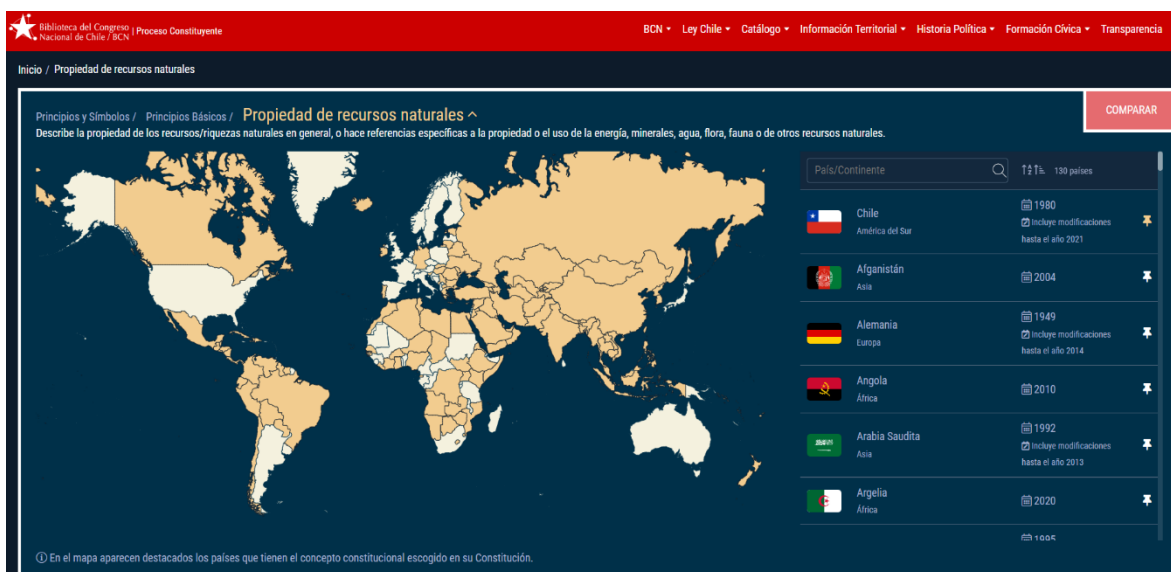 Biblioteca del Congreso
Nacional de Chile / BCN | Proceso Constituyente
BCN Ley Chile Catálogo Información Territorial Historia Política Formación Cívica Transparencia
Inicio / Propiedad de recursos naturales
Principios y Símbolos / Principios Básicos / Propiedad de recursos naturales
COMPARAR
Describe la propiedad de los recursos/riquezas naturales en general, o hace referencias específicas a la propiedad o el uso de la energía, minerales, agua, flora, fauna o de otros recursos naturales.
País/Continente
130 países
Chile
América del Sur
1980
Incluye modificaciones
hasta el año 2021
Afganistán
Asia
2004
Alemania
Europa
1949
Incluye modificaciones
hasta el año 2014
Angola
África
2010
Arabia Saudita
Asia
1992
Incluye modificaciones
hasta el año 2013
Argelia
África
2020
En el mapa aparecen destacados los países que tienen el concepto constitucional escogido en su Constitución.